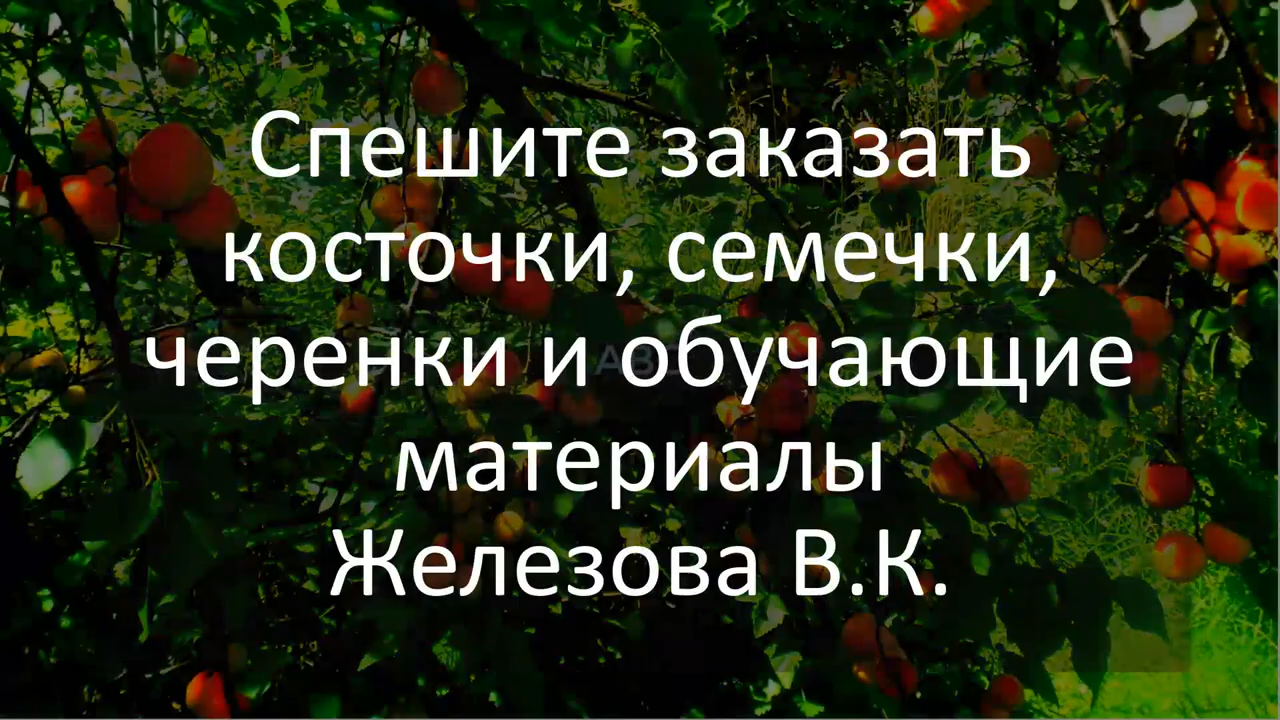 Спешите заказать
косточки, семечки,
черенки и обучающие
материалы
Железова В.К.